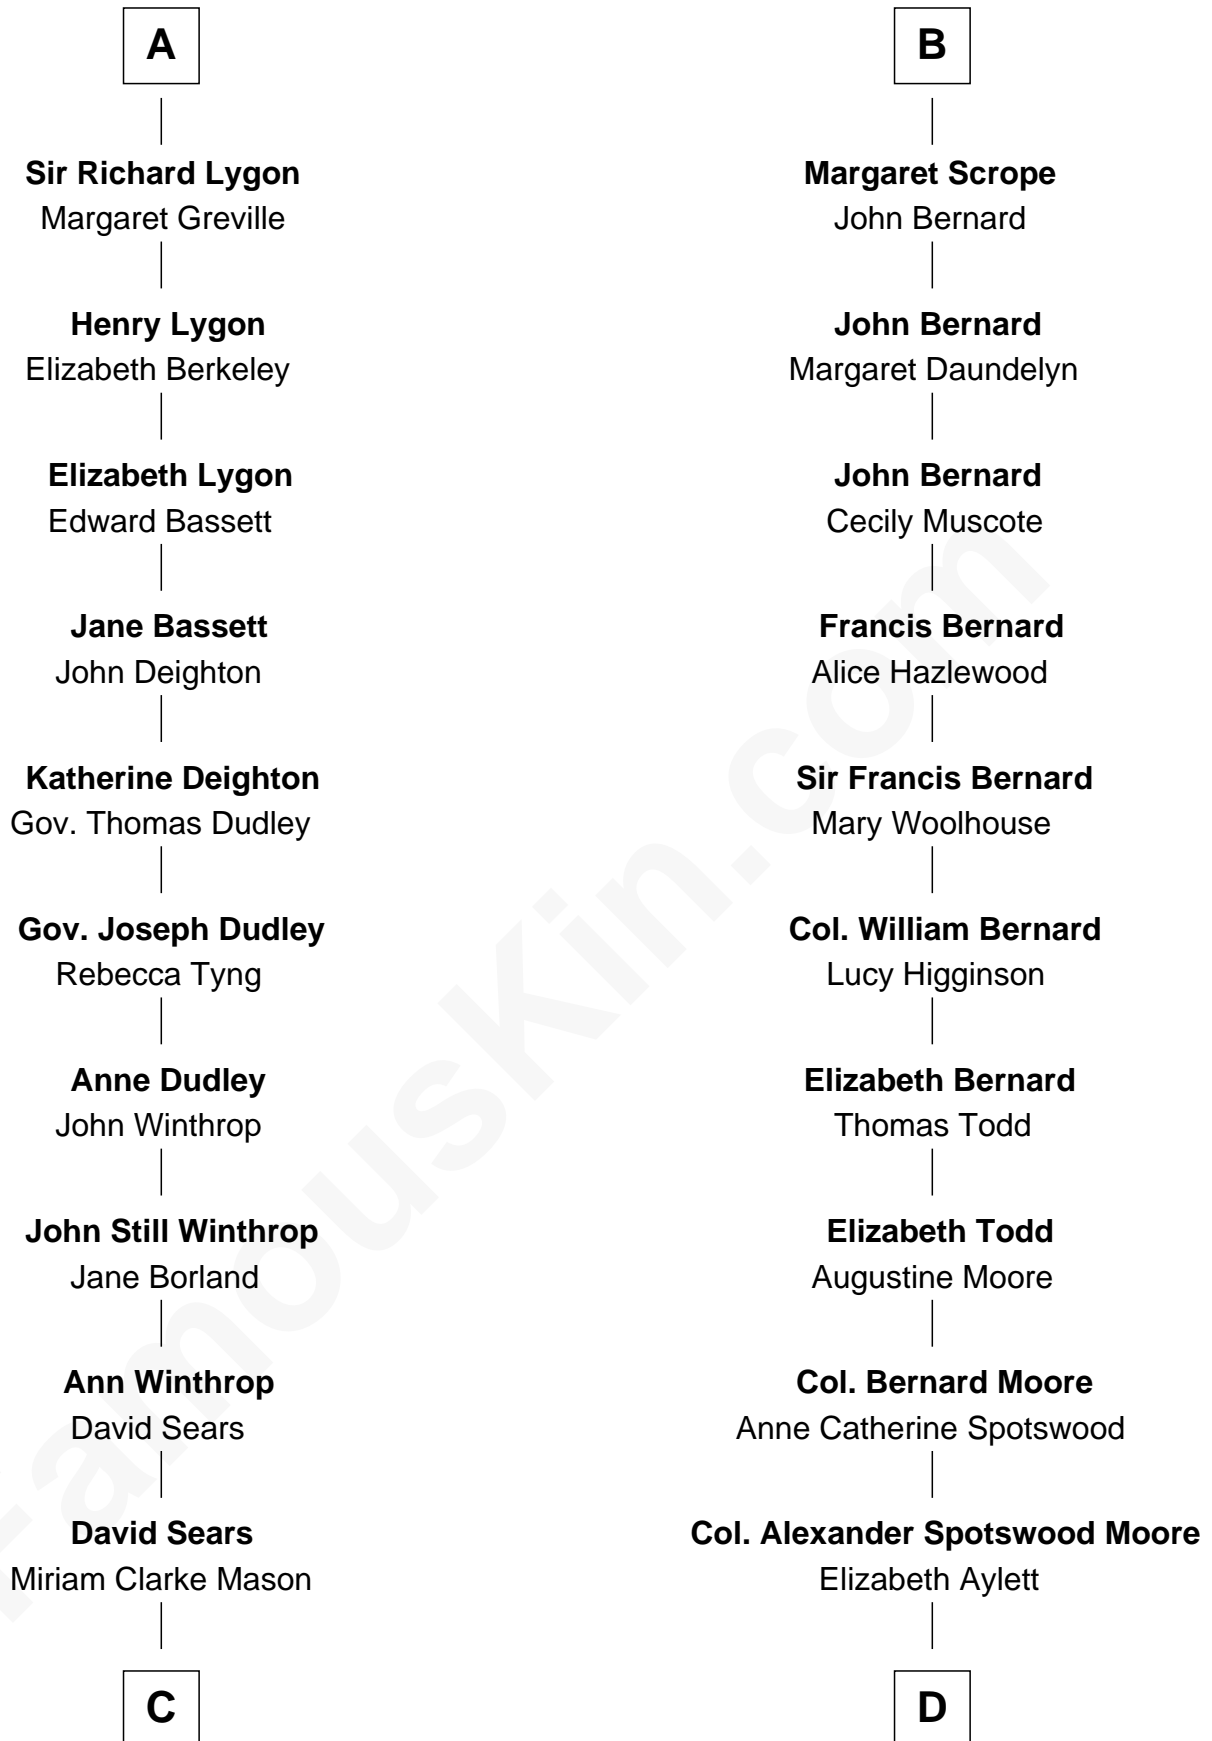 A
Sir Richard Lygon
Margaret Greville
Henry Lygon
Elizabeth Berkeley
Elizabeth Lygon
Edward Bassett
Jane Bassett
John Deighton
Katherine Deighton
Gov. Thomas Dudley
Gov. Joseph Dudley
Rebecca Tyng
Anne Dudley
John Winthrop
John Still Winthrop
Jane Borland
Ann Winthrop
David Sears
David Sears
Miriam Clarke Mason
C
B
Margaret Scrope
John Bernard
John Bernard
Margaret Daundelyn
John Bernard
Cecily Muscote
Francis Bernard
Alice Hazlewood
Sir Francis Bernard
Mary Woolhouse
Col. William Bernard
Lucy Higginson
Elizabeth Bernard
Thomas Todd
Elizabeth Todd
Augustine Moore
Col. Bernard Moore
Anne Catherine Spotswood
Col. Alexander Spotswood Moore
Elizabeth Aylett
D
FamousKin.com